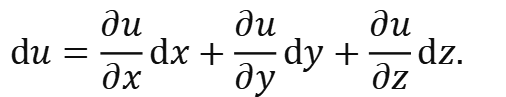 du = ∂u/∂x dx + ∂u/∂y dy + ∂u/∂z dz.